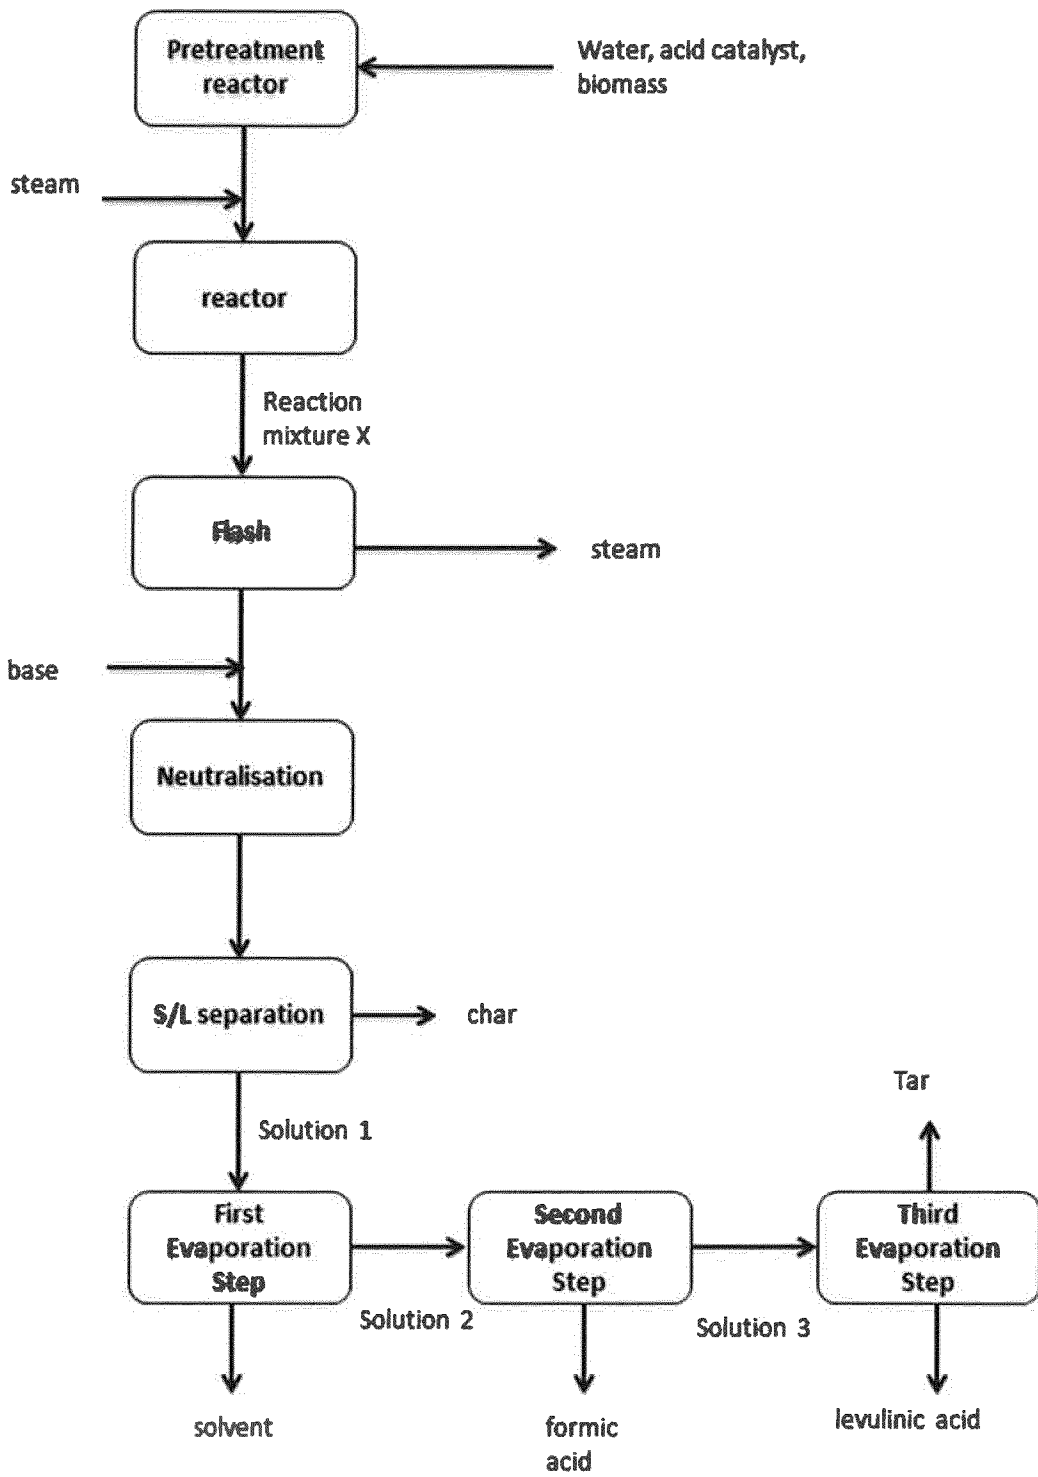 Pretreatment
reactor
Water, acid catalyst,
biomass
steam
reactor
Reaction
mixture X
Flash
steam
base
Neutralisation
S/L separation
char
Tar
Solution 1
First
Evaporation
Step
Second
Evaporation
Step
Third
Evaporation
Step
Solution 2
Solution 3
solvent
formic
acid
levulinic acid